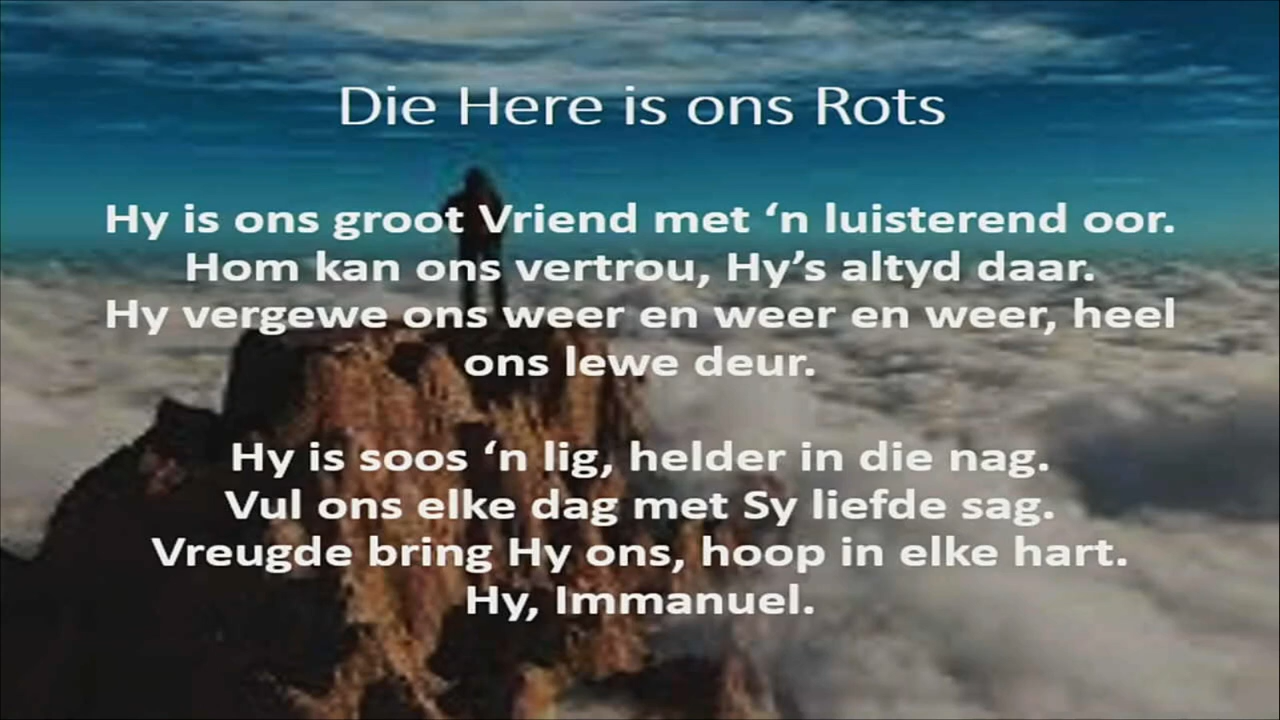 Die Here is ons Rots
Hy is ons groot Vriend met ‘n luisterend oor.
Hom kan ons vertrou, Hy’s altyd daar.
Hy vergewe ons weer en weer en weer, heel
ons lewe deur.
Hy is soos ‘n lig, helder in die nag.
Vul ons elke dag met Sy liefde sag.
Vreugde bring Hy ons, hoop in elke hart.
Hy, Immanuel.